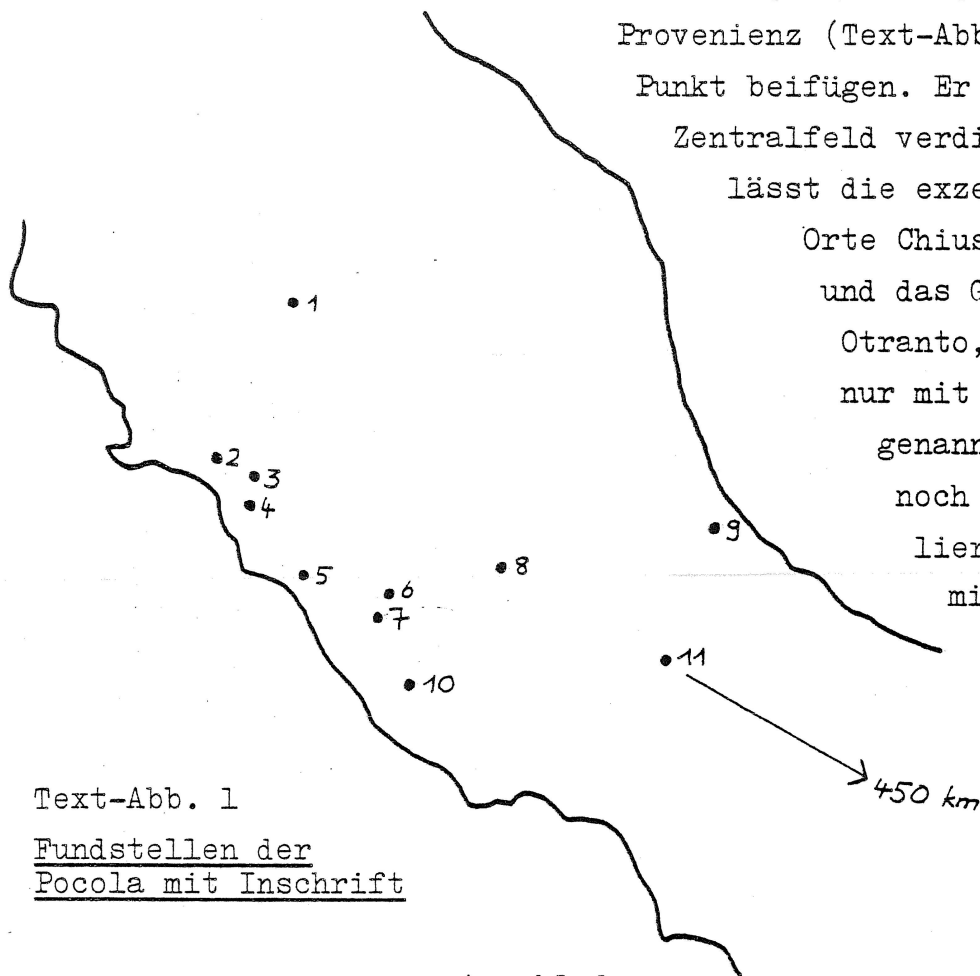 Provenienz (Text-Abb
Punkt beifügen. Er
Zentralfeld verdi
lässt die exze
Orte Chius
und das G
Otranto,
nur mit
genann
noch
lier
mi
1
2
3
4
5
6
7
8
9
10
11
450 km
Text-Abb. 1
Fundstellen der
Pocola mit Inschrift